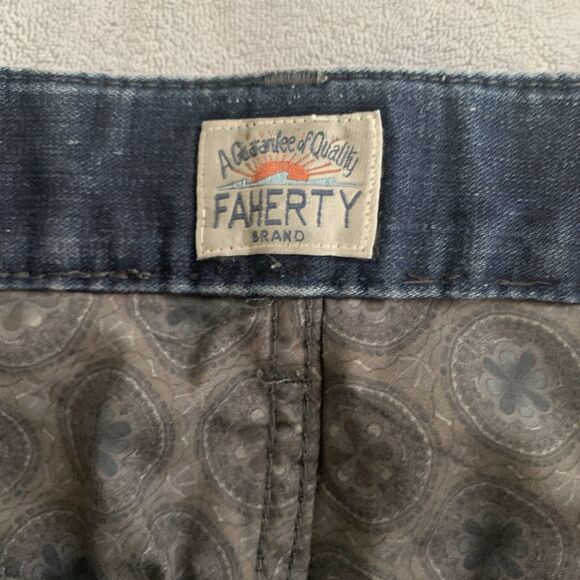 A Guarantee of Quality
FAHERTY
BRAND